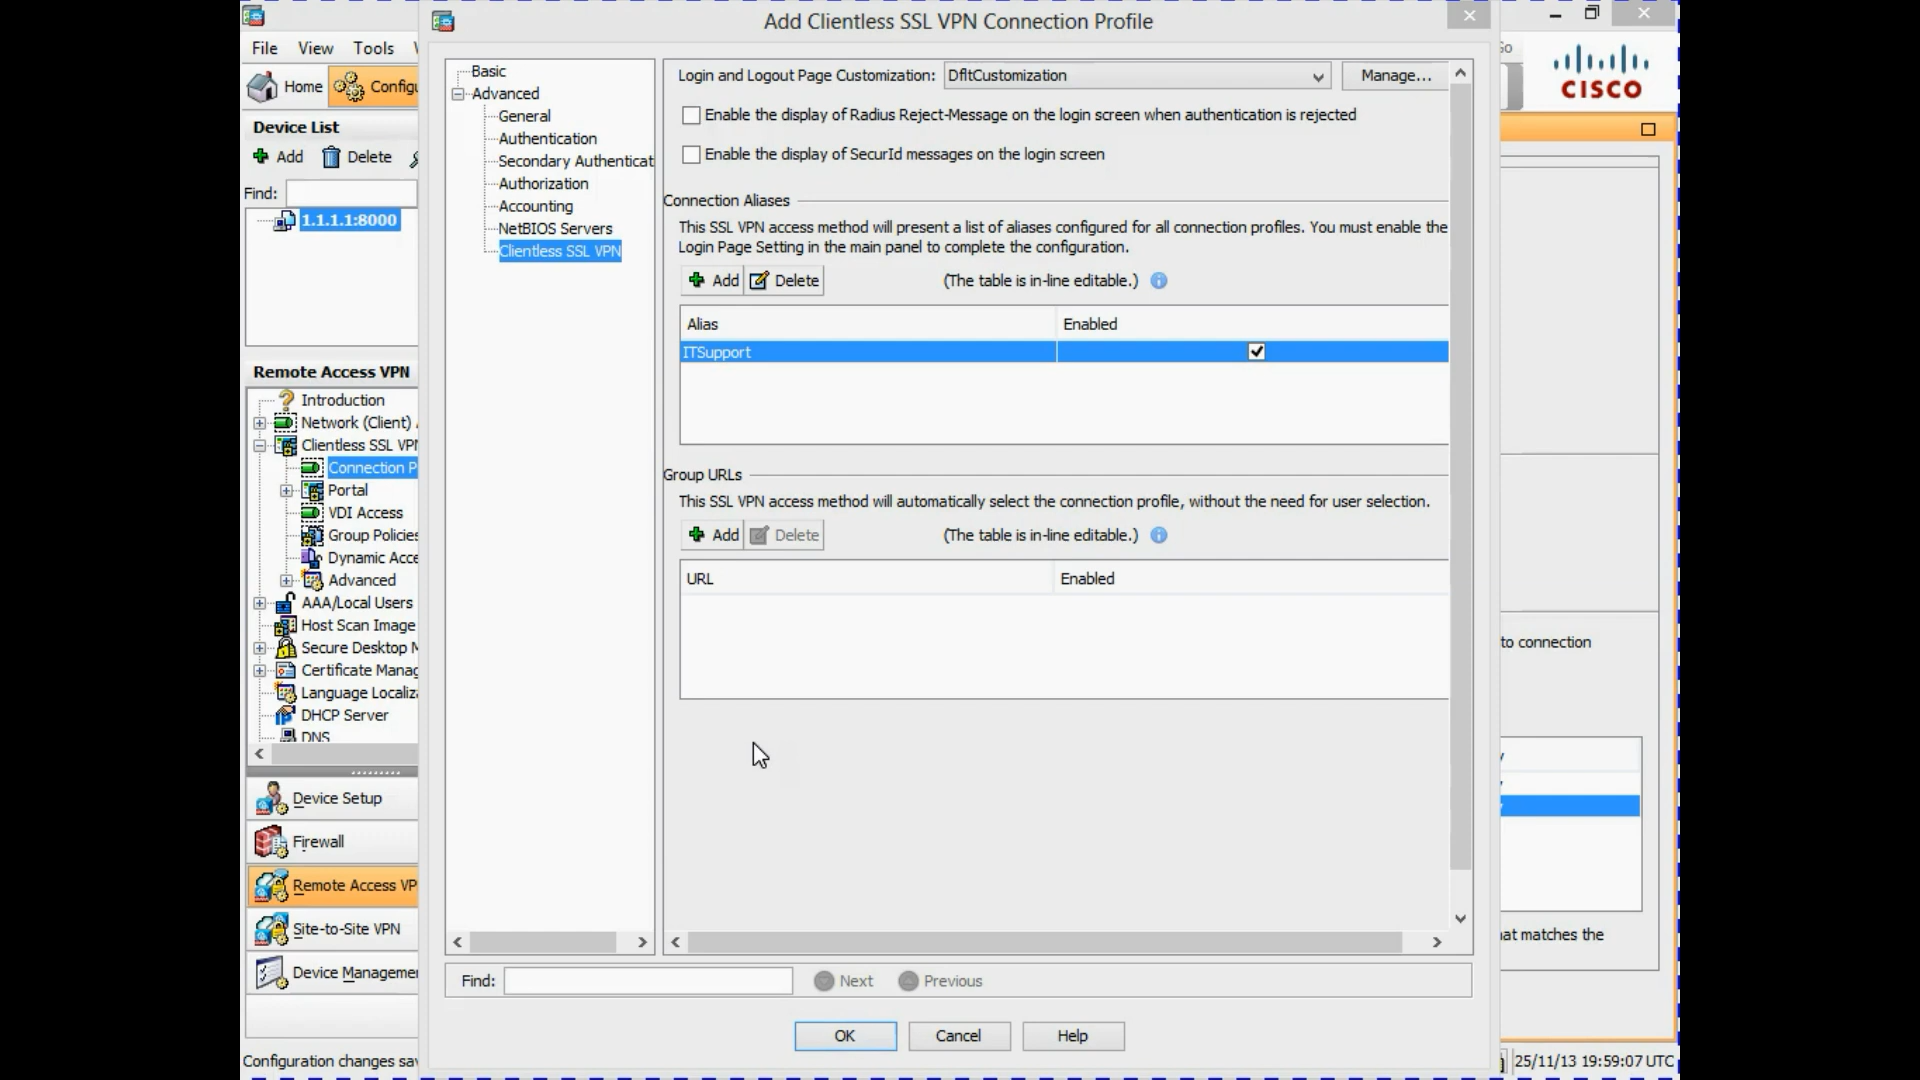 Add Clientless SSL VPN Connection Profile
File View Tools
Home
CISCO
Device List
Add Delete
Find:
1.1.1.1:8000
Remote Access VPN
Introduction
Network (Client)
Clientless SSL VPN
Connection P
Portal
VDI Access
Group Policies
Dynamic Acce
Advanced
AAA/Local Users
Host Scan Image
Secure Desktop M
Certificate Manag
Language Localiza
DHCP Server
DNS
Device Setup
Firewall
Remote Access VP
Site-to-Site VPN
Device Managemen
Configuration changes sav
Basic
Advanced
General
Authentication
Secondary Authenticat
Authorization
Accounting
NetBIOS Servers
Clientless SSL VPN
Login and Logout Page Customization: DfltCustomization Manage...
Enable the display of Radius Reject-Message on the login screen when authentication is rejected
Enable the display of SecurId messages on the login screen
Connection Aliases
This SSL VPN access method will present a list of aliases configured for all connection profiles. You must enable the
Login Page Setting in the main panel to complete the configuration.
Add Delete (The table is in-line editable.)
Alias Enabled
ITSupport
Group URLs
This SSL VPN access method will automatically select the connection profile, without the need for user selection.
Add Delete (The table is in-line editable.)
URL Enabled
Find: Next Previous
OK Cancel Help
to connection
at matches the
25/11/13 19:59:07 UTC